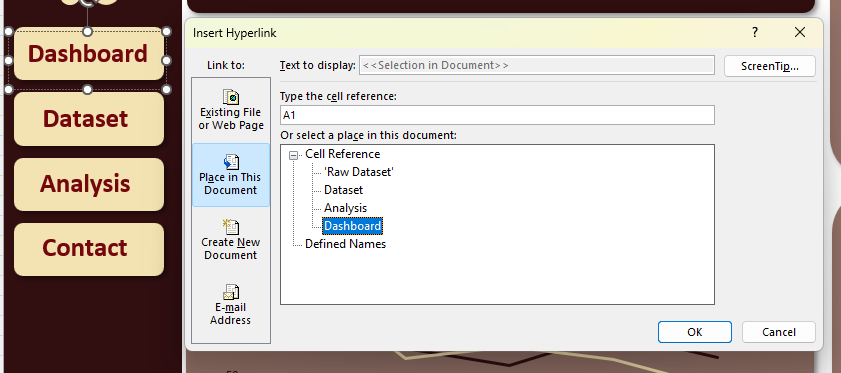 Dashboard
Dataset
Analysis
Contact
Insert Hyperlink
?
Link to:
Text to display:
<<Selection in Document>>
ScreenTip...
Existing File
or Web Page
Place in This
Document
Create New
Document
E-mail
Address
Type the cell reference:
A1
Or select a place in this document:
Cell Reference
'Raw Dataset'
Dataset
Analysis
Dashboard
Defined Names
OK
Cancel